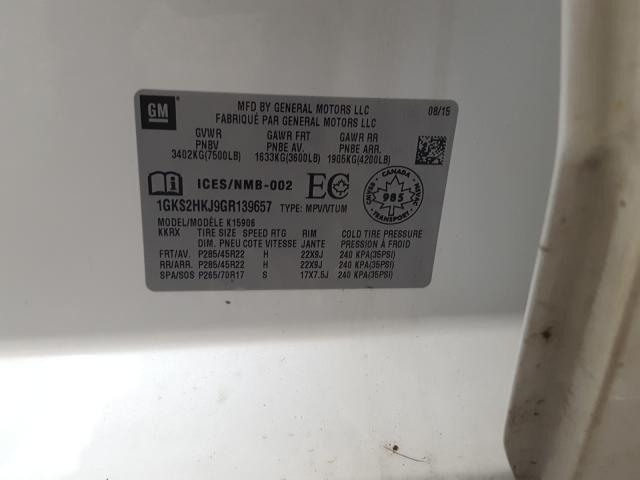 GM
MFD BY GENERAL MOTORS LLC 08/15
FABRIQUÉ PAR GENERAL MOTORS LLC
GVWR GAWR FRT GAWR RR
PNBV PNBE AV. PNBE ARR.
3402KG(7500LB) 1633KG(3600LB) 1905KG(4200LB)
ICES/NMB-002 EC
CANADA
985
TRANSPORT
1GKS2HKJ9GR139657 TYPE: MPV/VTUM
MODEL/MODÈLE K15906
KKRX TIRE SIZE SPEED RTG RIM COLD TIRE PRESSURE
DIM. PNEU COTE VITESSE JANTE PRESSION À FROID
FRT/AV. P285/45R22 H 22X9J 240 KPA(35PSI)
RR/ARR. P285/45R22 H 22X9J 240 KPA(35PSI)
SPA/SOS P265/70R17 S 17X7.5J 240 KPA(35PSI)